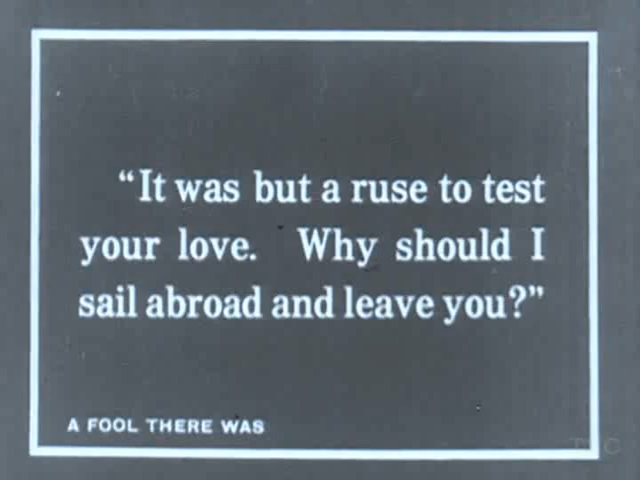 “It was but a ruse to test
your love. Why should I
sail abroad and leave you?”
A FOOL THERE WAS